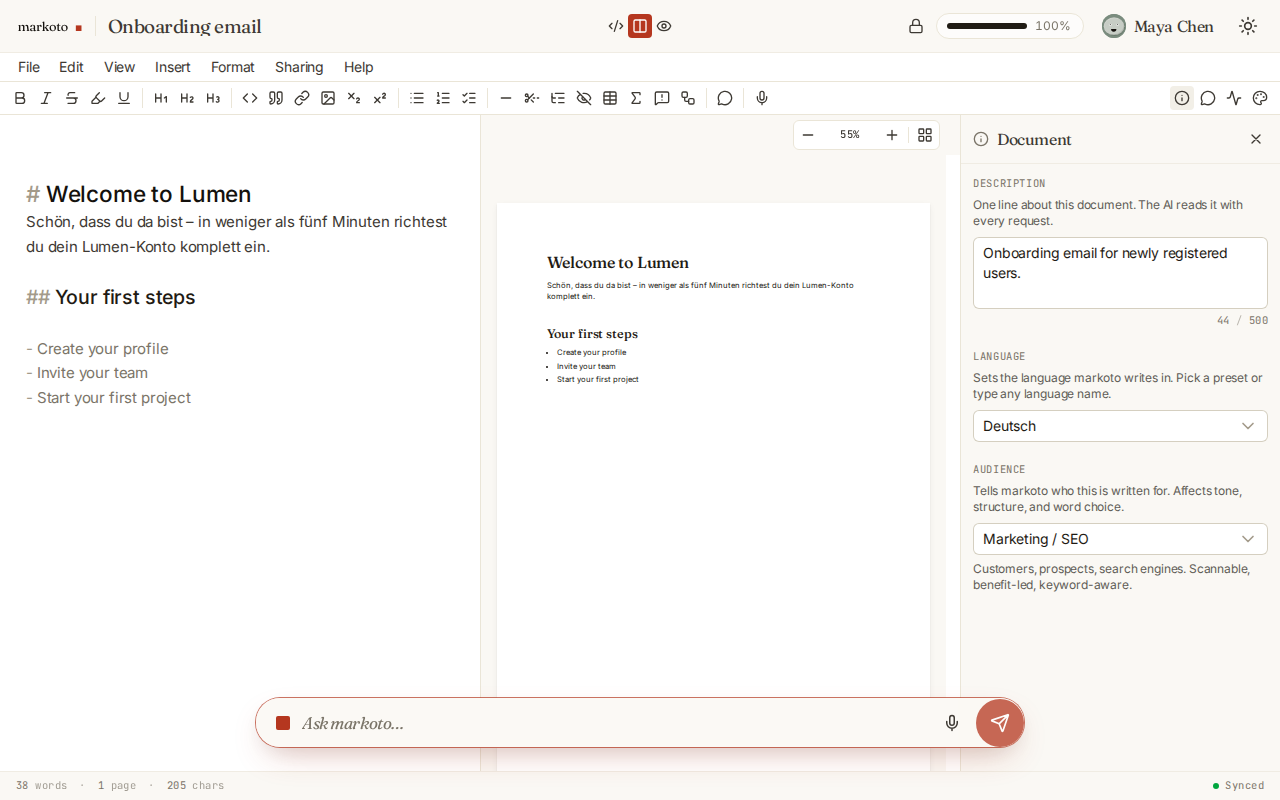 markoto
Onboarding email
100%
Maya Chen
File Edit View Insert Format Sharing Help
H1 H2 H3
X2 X2
55%
# Welcome to Lumen
Schön, dass du da bist – in weniger als fünf Minuten richtest
du dein Lumen-Konto komplett ein.
## Your first steps
- Create your profile
- Invite your team
- Start your first project
Welcome to Lumen
Schön, dass du da bist – in weniger als fünf Minuten richtest du dein Lumen-Konto
komplett ein.
Your first steps
• Create your profile
• Invite your team
• Start your first project
Document
DESCRIPTION
One line about this document. The AI reads it with
every request.
Onboarding email for newly registered
users.
44 / 500
LANGUAGE
Sets the language markoto writes in. Pick a preset or
type any language name.
Deutsch
AUDIENCE
Tells markoto who this is written for. Affects tone,
structure, and word choice.
Marketing / SEO
Customers, prospects, search engines. Scannable,
benefit-led, keyword-aware.
Ask markoto...
38 words · 1 page · 205 chars
Synced